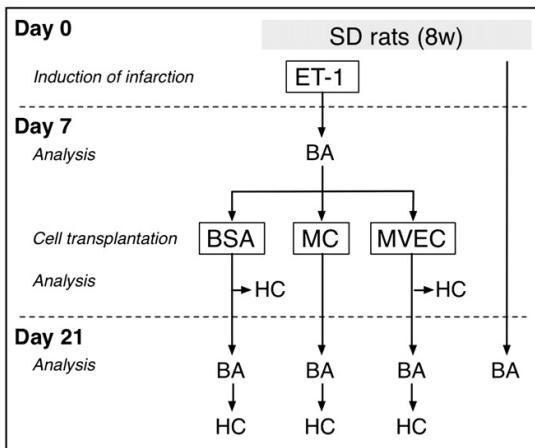 Day 0
SD rats (8w)
Induction of infarction
ET-1
Day 7
Analysis
BA
Cell transplantation
BSA
MC
MVEC
Analysis
HC
HC
Day 21
Analysis
BA
BA
BA
BA
HC
HC
HC